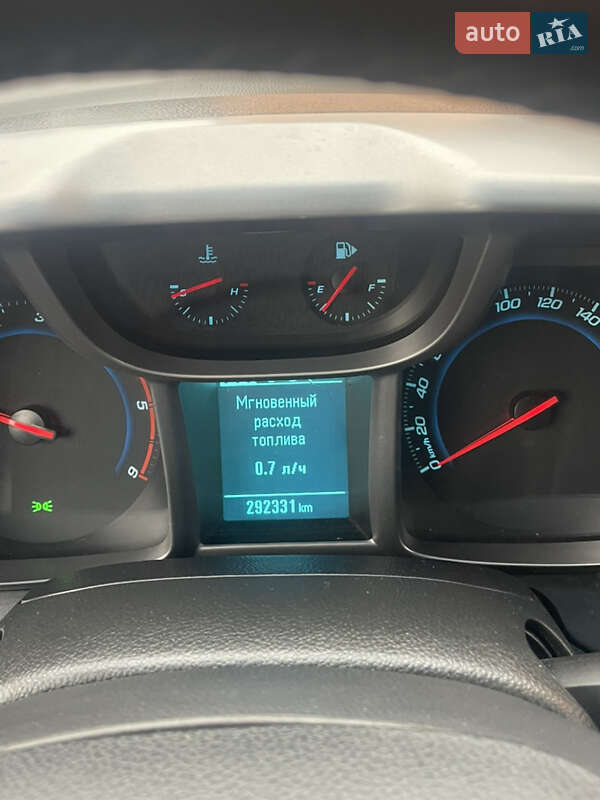 auto RIA .com
C H
E F
3
5
6
100 120 140
40
20
0 km/h
Мгновенный
расход
топлива
0.7 л/ч
292331 km